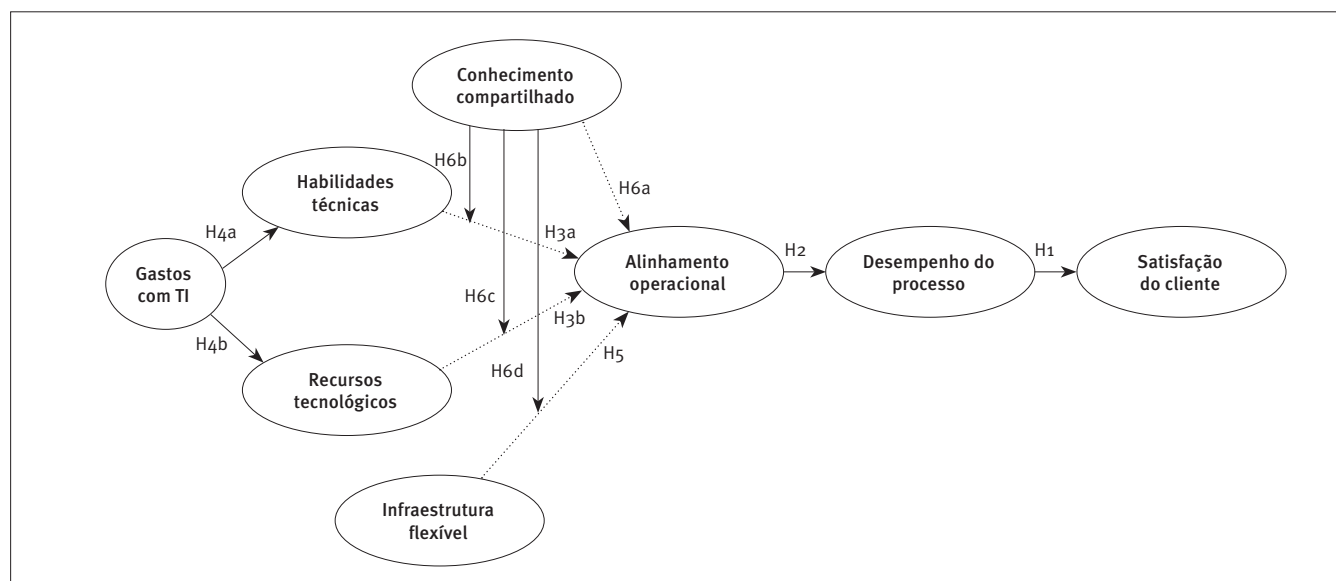 Conhecimento
compartilhado
H6b
Habilidades
técnicas
H6a
H4a
H3a
Gastos
com TI
Alinhamento
operacional
H2
Desempenho do
processo
H1
Satisfação
do cliente
H6c
H3b
H4b
H5
H6d
Recursos
tecnológicos
Infraestrutura
flexível